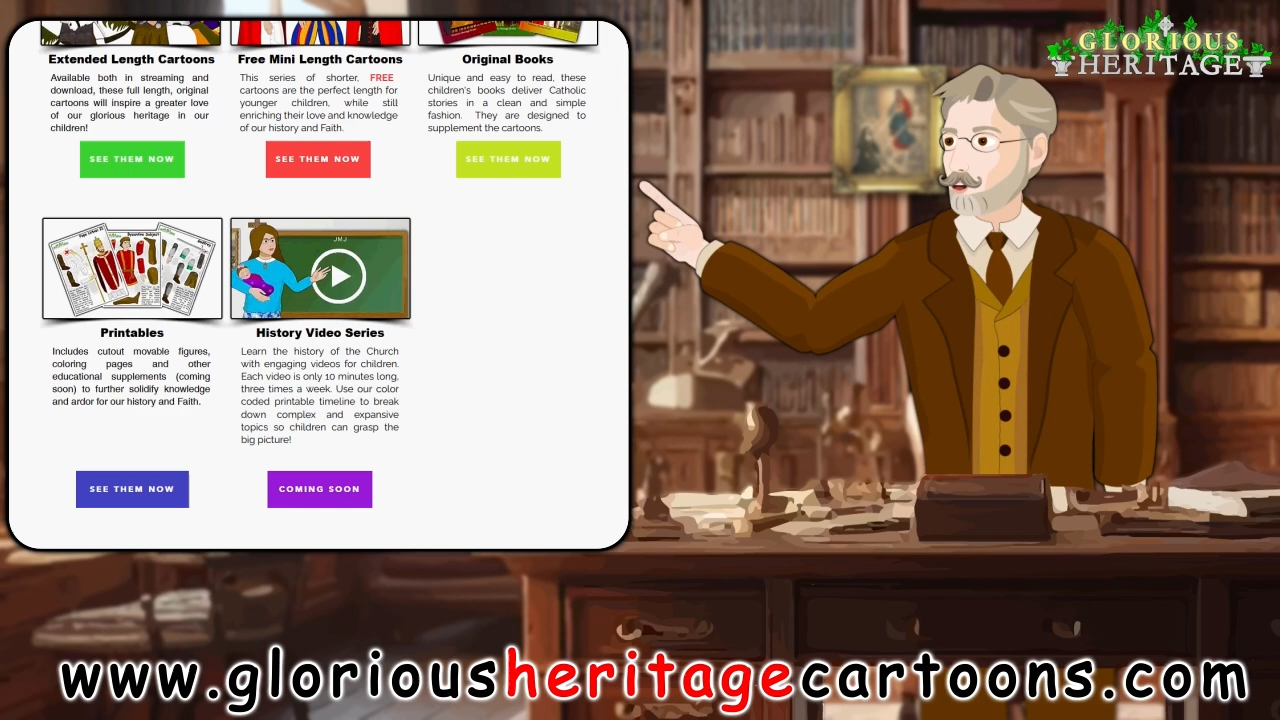 GLORIOUS
HERITAGE
Extended Length Cartoons
Available both in streaming and
download, these full length, original
cartoons will inspire a greater love
of our glorious heritage in our
children!
SEE THEM NOW
Free Mini Length Cartoons
This series of shorter, FREE
cartoons are the perfect length for
younger children, while still
enriching their love and knowledge
of our history and Faith.
SEE THEM NOW
Original Books
Unique and easy to read, these
children's books deliver Catholic
stories in a clean and simple
fashion. They are designed to
supplement the cartoons.
SEE THEM NOW
Printables
Includes cutout movable figures,
coloring pages and other
educational supplements (coming
soon) to further solidify knowledge
and ardor for our history and Faith.
SEE THEM NOW
JMJ
History Video Series
Learn the history of the Church
with engaging videos for children.
Each video is only 10 minutes long,
three times a week. Use our color
coded printable timeline to break
down complex and expansive
topics so children can grasp the
big picture!
COMING SOON
www.gloriousheritagecartoons.com